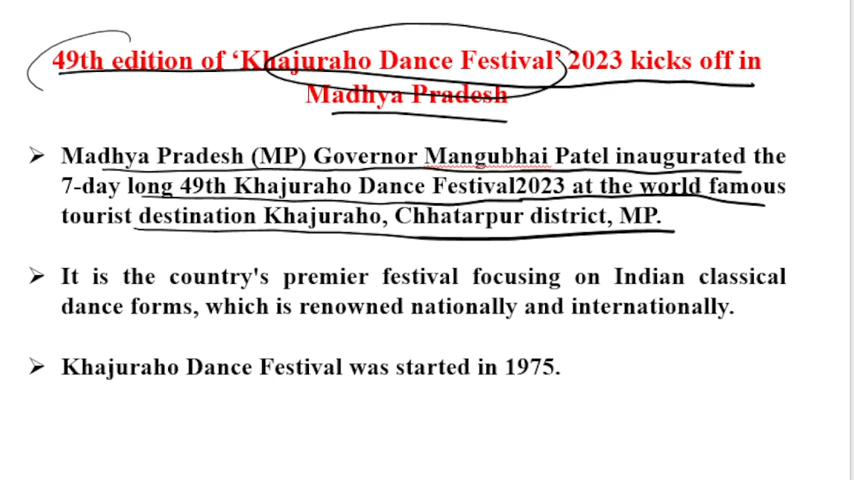 49th edition of ‘Khajuraho Dance Festival’ 2023 kicks off in
Madhya Pradesh
➢ Madhya Pradesh (MP) Governor Mangubhai Patel inaugurated the
7-day long 49th Khajuraho Dance Festival2023 at the world famous
tourist destination Khajuraho, Chhatarpur district, MP.
➢ It is the country's premier festival focusing on Indian classical
dance forms, which is renowned nationally and internationally.
➢ Khajuraho Dance Festival was started in 1975.